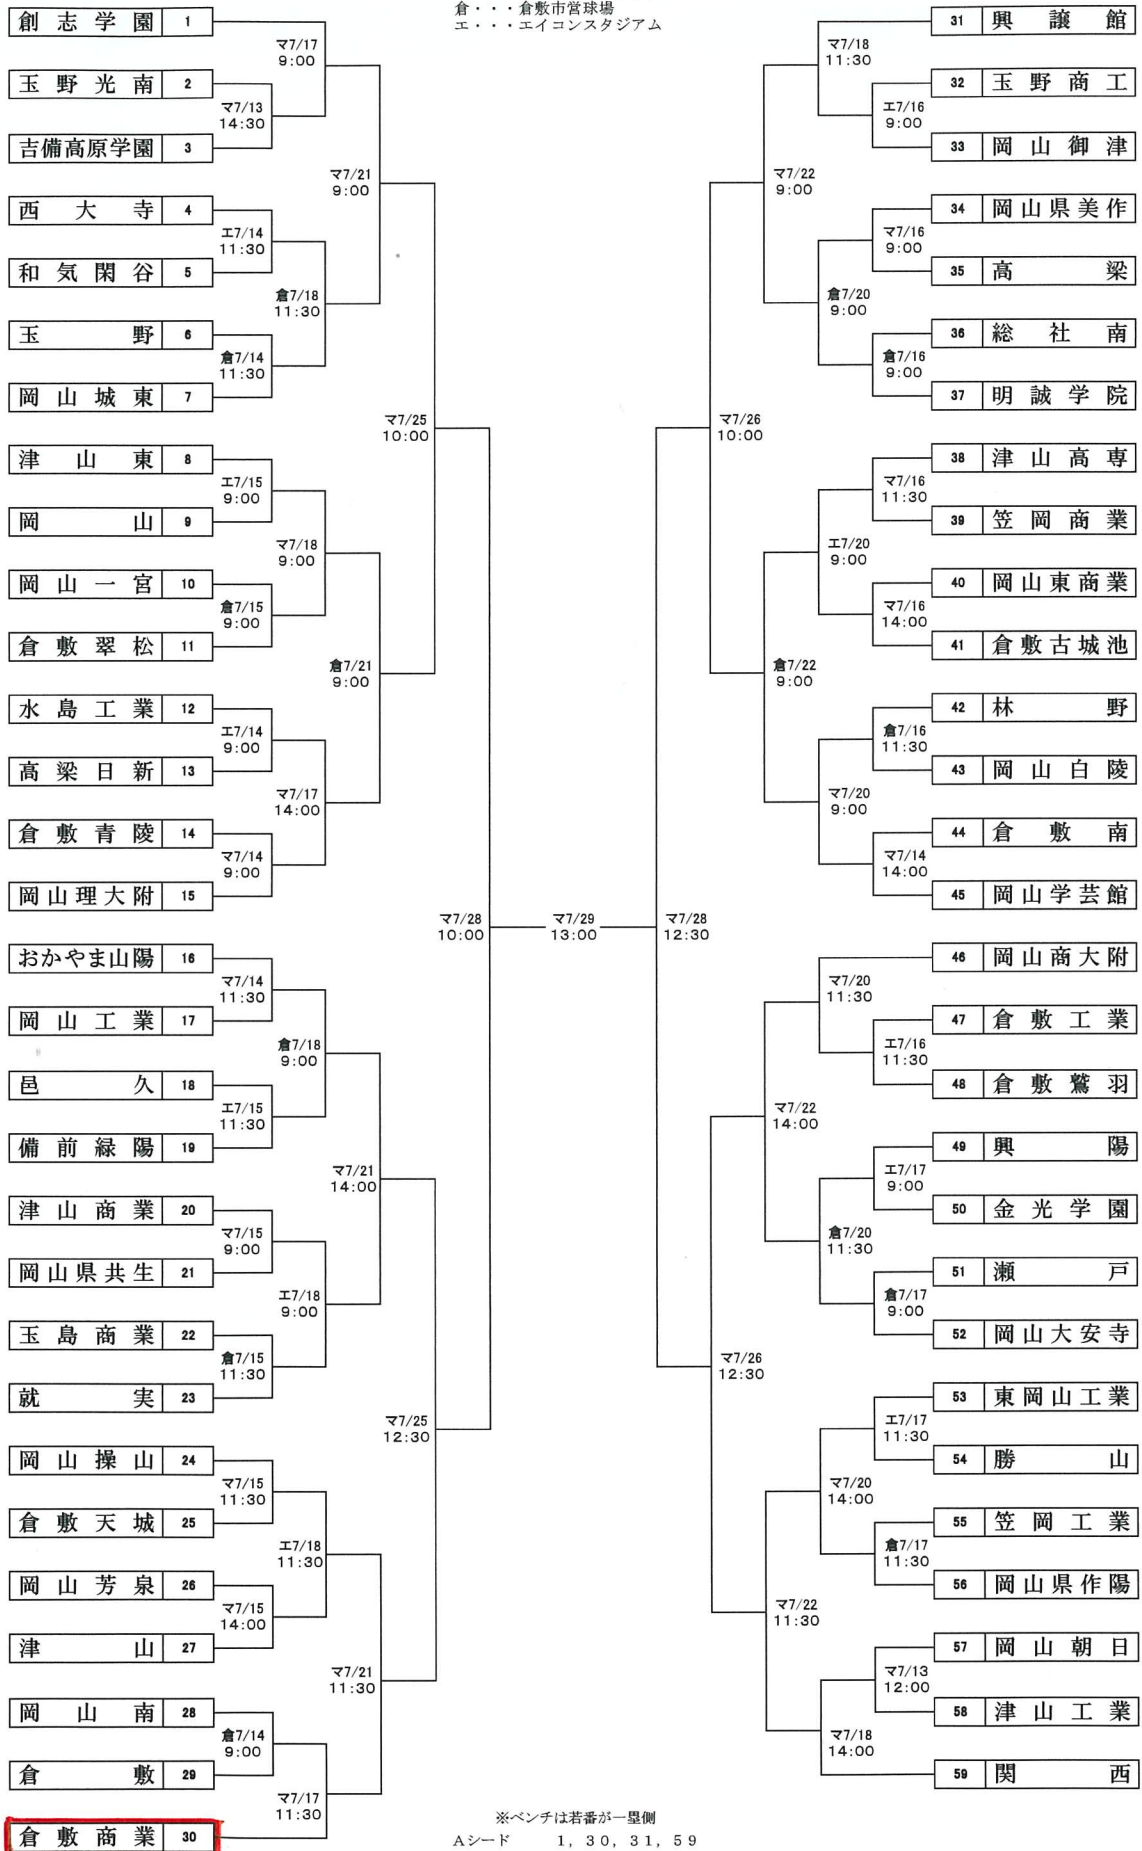 倉・・・倉敷市営球場
エ・・・エイコンスタジアム
創志学園 1
玉野光南 2
吉備高原学園 3
西大寺 4
和気閑谷 5
玉野 6
岡山城東 7
津山東 8
岡山 9
岡山一宮 10
倉敷翠松 11
水島工業 12
高梁日新 13
倉敷青陵 14
岡山理大附 15
おかやま山陽 16
岡山工業 17
邑久 18
備前緑陽 19
津山商業 20
岡山県共生 21
玉島商業 22
就実 23
岡山操山 24
倉敷天城 25
岡山芳泉 26
津山 27
岡山南 28
倉敷 29
倉敷商業 30
マ7/13
14:30
エ7/14
11:30
倉7/14
11:30
エ7/15
9:00
倉7/15
9:00
エ7/14
9:00
マ7/14
9:00
マ7/14
11:30
エ7/15
11:30
マ7/15
9:00
倉7/15
11:30
マ7/15
11:30
マ7/15
14:00
倉7/14
9:00
マ7/17
9:00
倉7/18
11:30
マ7/18
9:00
マ7/17
14:00
倉7/18
9:00
エ7/18
9:00
エ7/18
11:30
マ7/17
11:30
マ7/21
9:00
倉7/21
9:00
マ7/21
14:00
マ7/21
11:30
マ7/25
10:00
マ7/25
12:30
マ7/28
10:00
マ7/29
13:00
マ7/28
12:30
マ7/26
10:00
マ7/26
12:30
マ7/22
9:00
倉7/22
9:00
マ7/22
14:00
マ7/22
11:30
マ7/18
11:30
倉7/20
9:00
エ7/20
9:00
マ7/20
9:00
マ7/20
11:30
倉7/20
11:30
マ7/20
14:00
マ7/18
14:00
エ7/16
9:00
マ7/16
9:00
倉7/16
9:00
マ7/16
11:30
マ7/16
14:00
倉7/16
11:30
マ7/14
14:00
エ7/16
11:30
エ7/17
9:00
倉7/17
9:00
エ7/17
11:30
倉7/17
11:30
マ7/13
12:00
31 興譲館
32 玉野商工
33 岡山御津
34 岡山県美作
35 高梁
36 総社南
37 明誠学院
38 津山高専
39 笠岡商業
40 岡山東商業
41 倉敷古城池
42 林野
43 岡山白陵
44 倉敷南
45 岡山学芸館
46 岡山商大附
47 倉敷工業
48 倉敷鷲羽
49 興陽
50 金光学園
51 瀬戸
52 岡山大安寺
53 東岡山工業
54 勝山
55 笠岡工業
56 岡山県作陽
57 岡山朝日
58 津山工業
59 関西
※ベンチは若番が一塁側
Aシード 1, 30, 31, 59